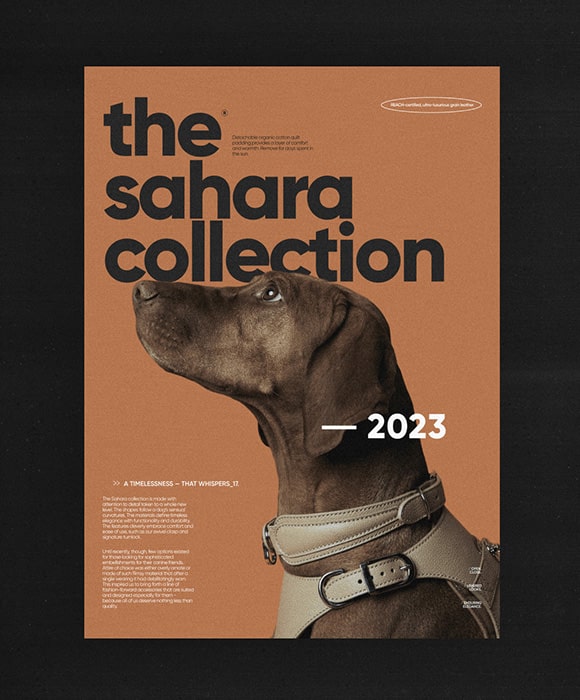 the
sahara
collection
REACH-certified, ultra-luxurious grain leather
Detachable organic cotton quilt
padding provides a layer of comfort
and warmth. Remove for days spent in
the sun.
— 2023
>> A TIMELESSNESS – THAT WHISPERS_17.
The Sahara collection is made with
attention to detail taken to a whole new
level. The shapes follow a dog's sensual
curvatures. The materials define timeless
elegance with functionality and durability.
The features cleverly embrace comfort and
ease of use, such as our swivel clasp and
signature turnlock.
Until recently, though, few options existed
for those looking for sophisticated
embellishments for their canine friends.
were either overly ornate or
made of such flimsy material that after a
single wearing it had debilitatingly worn.
This inspired us to bring forth a line of
fashion-forward accessories that are suited
and designed especially for them –
because all of us deserve nothing less than
quality.
OPEN
ENDURING
ELEGANCE.